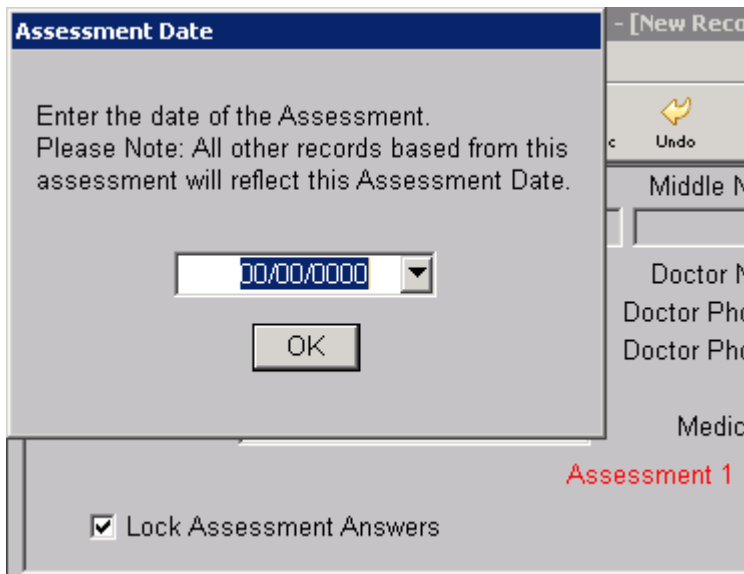 Assessment Date
- [New Reco
Enter the date of the Assessment.
Please Note: All other records based from this
assessment will reflect this Assessment Date.
00/00/0000
OK
c
Undo
Middle N
Doctor N
Doctor Pho
Doctor Pho
Medic
Assessment 1
Lock Assessment Answers